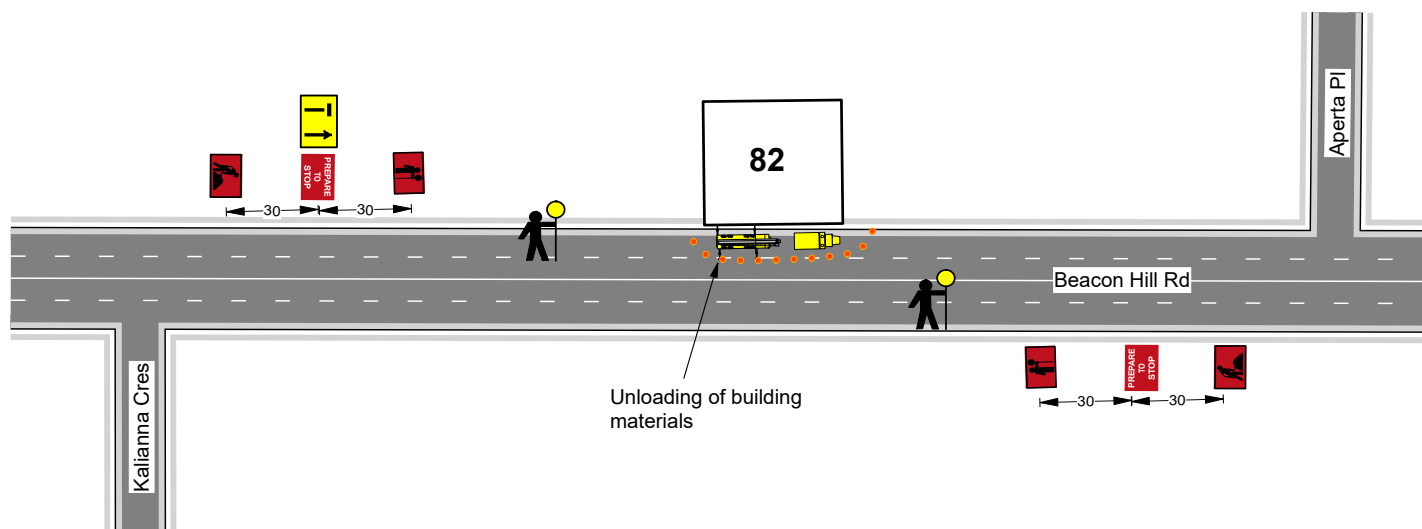 Aperta Pl
82
PREPARE
TO
STOP
30
30
Beacon Hill Rd
Kalianna Cres
Unloading of building
materials
PREPARE
TO
STOP
30
30